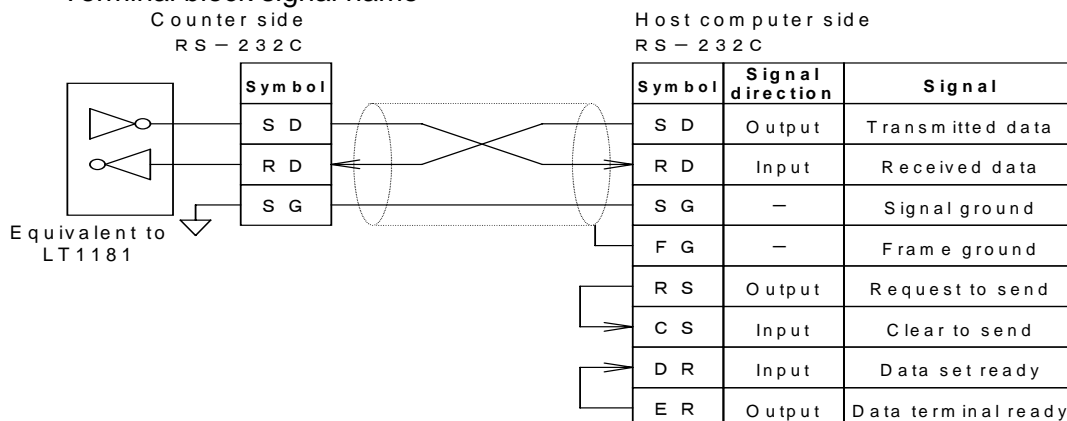 Terminal block signal name
Counter side
RS-232C
Host computer side
RS-232C
Symbol
SD
RD
SG
Equivalent to
LT1181
Symbol Signal direction Signal
SD Output Transmitted data
RD Input Received data
SG - Signal ground
FG - Frame ground
RS Output Request to send
CS Input Clear to send
DR Input Data set ready
ER Output Data terminal ready